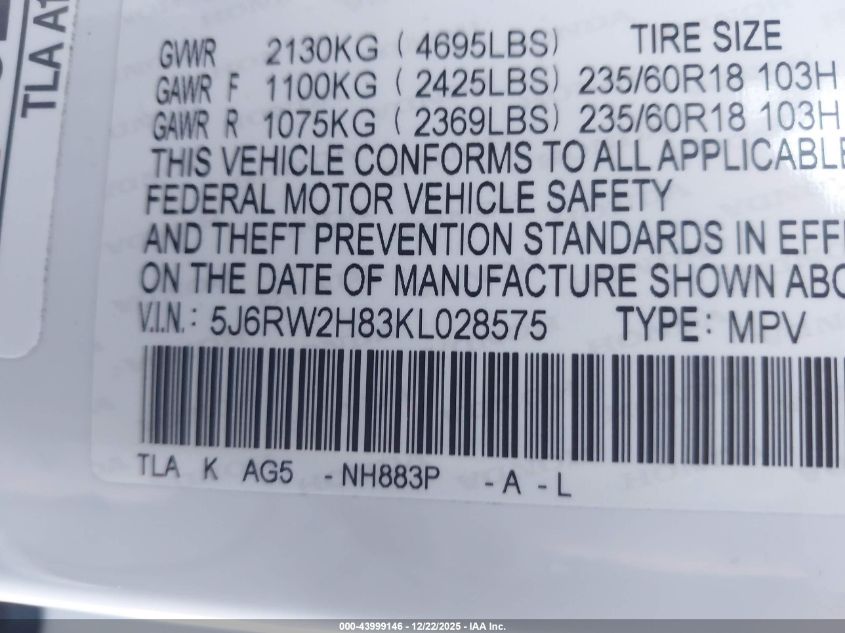 TLA A1
GVWR 2130KG ( 4695LBS) TIRE SIZE
GAWR F 1100KG ( 2425LBS) 235/60R18 103H
GAWR R 1075KG ( 2369LBS) 235/60R18 103H
THIS VEHICLE CONFORMS TO ALL APPLICABLE
FEDERAL MOTOR VEHICLE SAFETY
AND THEFT PREVENTION STANDARDS IN EFFE
ON THE DATE OF MANUFACTURE SHOWN ABO
V.I.N.: 5J6RW2H83KL028575 TYPE: MPV
TLA K AG5 -NH883P -A -L
000-43999146 - 12/22/2025 - IAA Inc.